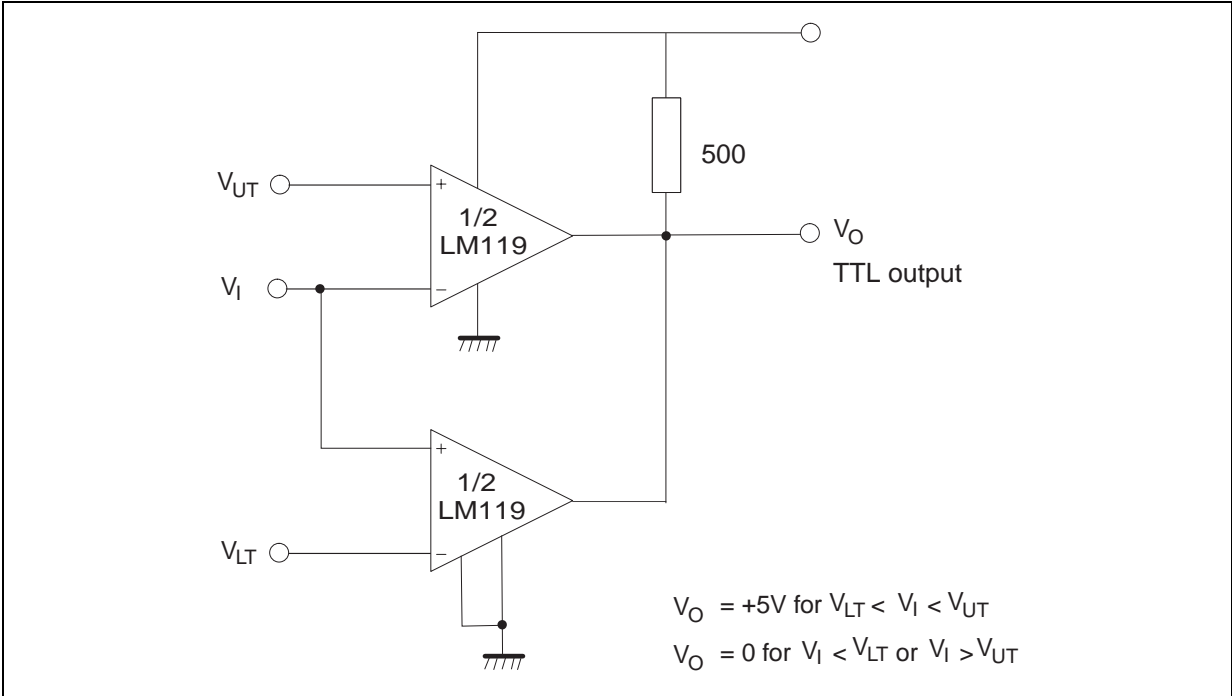 500
V_UT
+
1/2
LM119
V_O
TTL output
V_I
−
+
1/2
LM119
V_LT
−
V_O = +5V for V_LT < V_I < V_UT
V_O = 0 for V_I < V_LT or V_I > V_UT